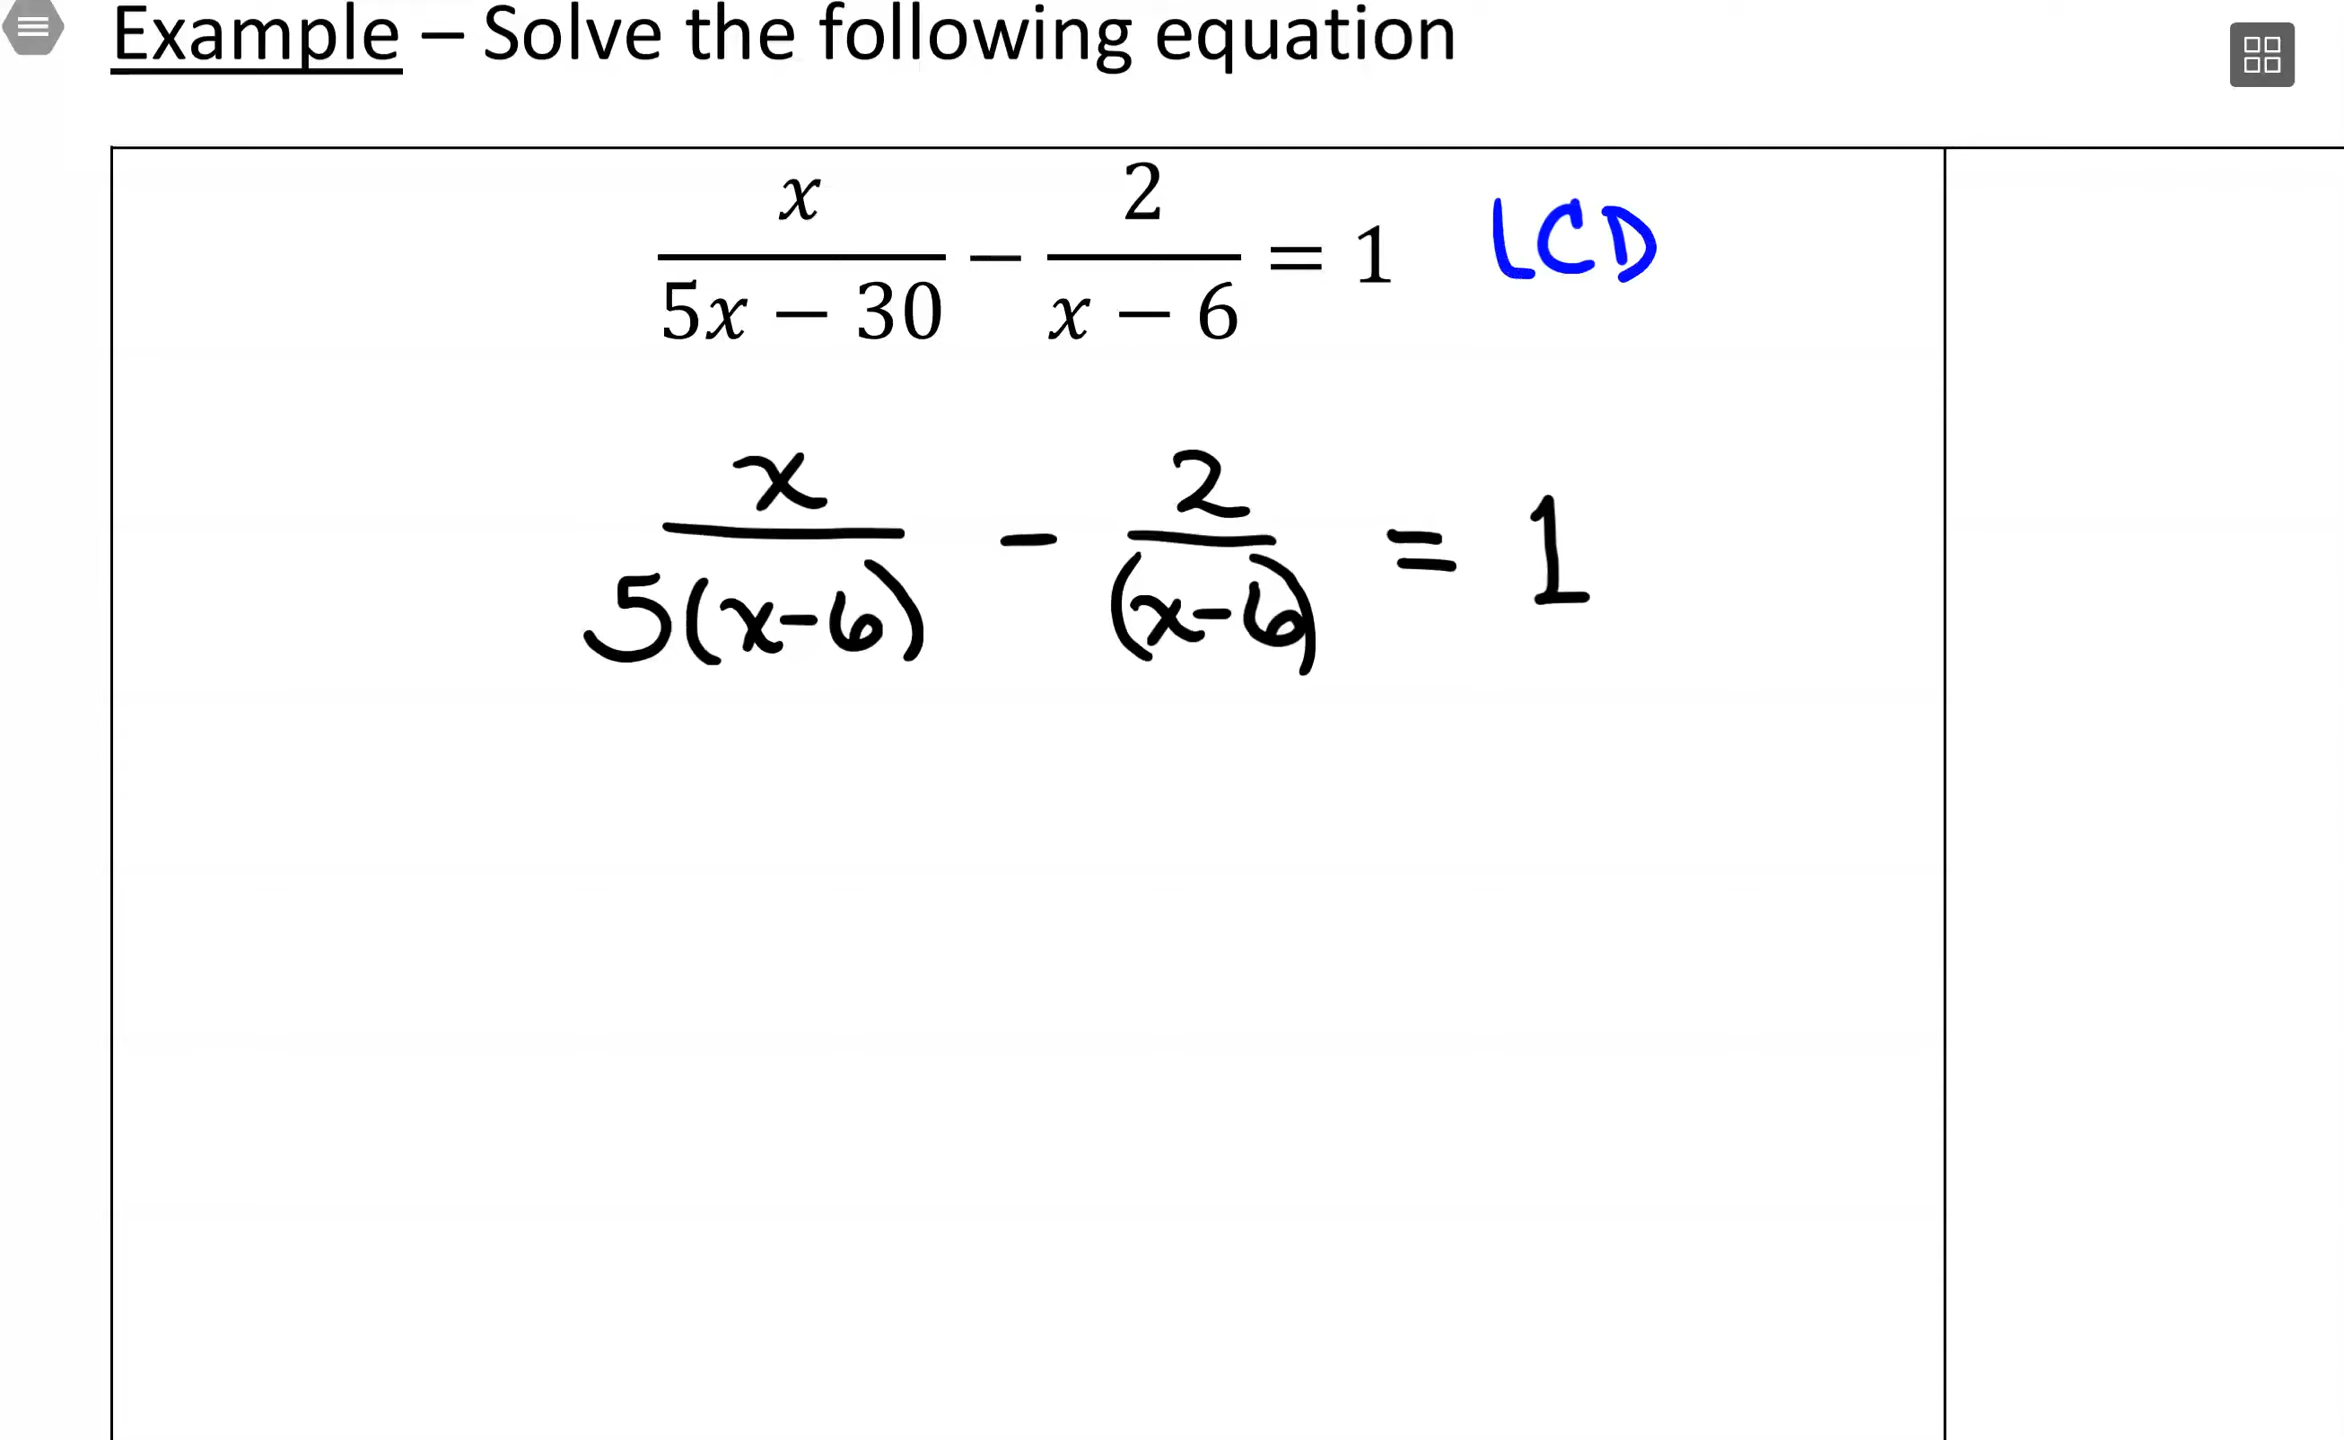 Example – Solve the following equation
x/(5x − 30) − 2/(x − 6) = 1 LCD
x/5(x-6) - 2/(x-6) = 1